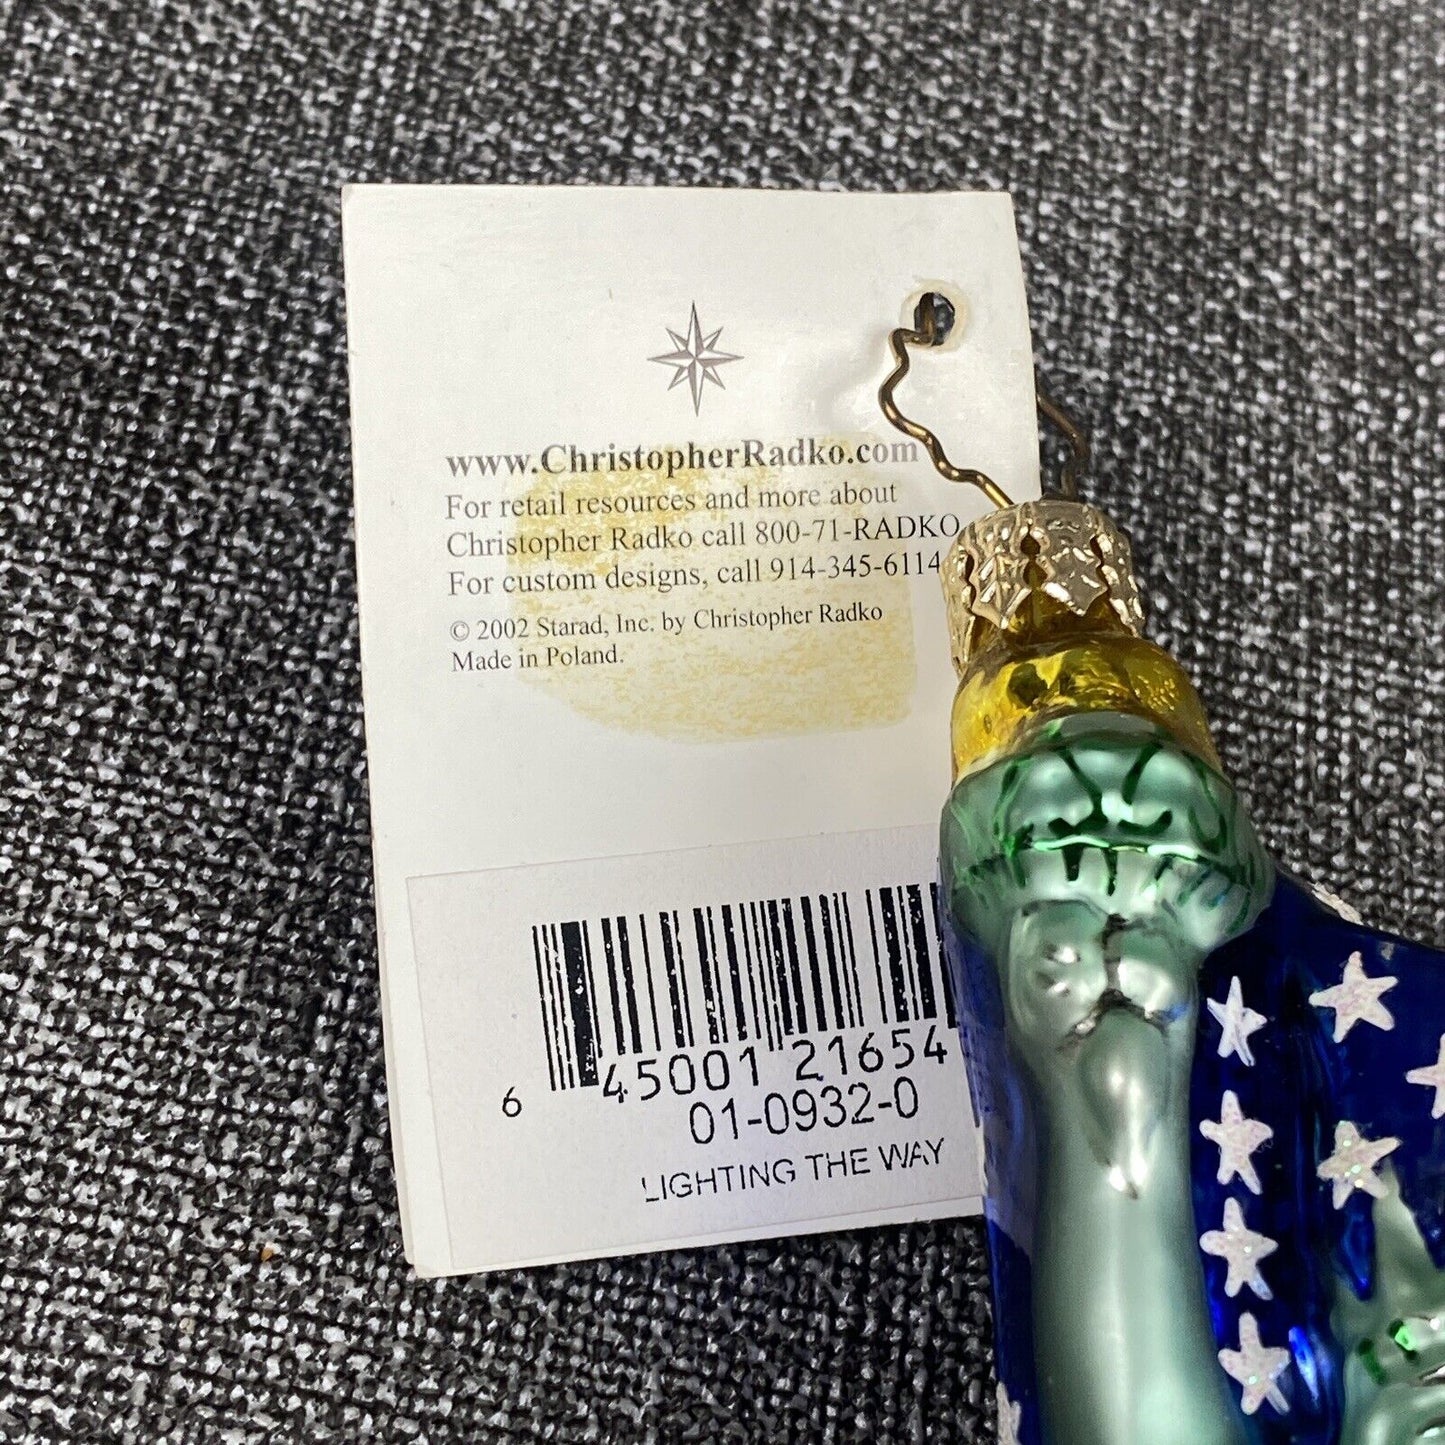 www.ChristopherRadko.com
For retail resources and more about
Christopher Radko call 800-71-RADKO
For custom designs, call 914-345-6114
© 2002 Starad, Inc. by Christopher Radko
Made in Poland.
6 45001 21654
01-0932-0
LIGHTING THE WAY